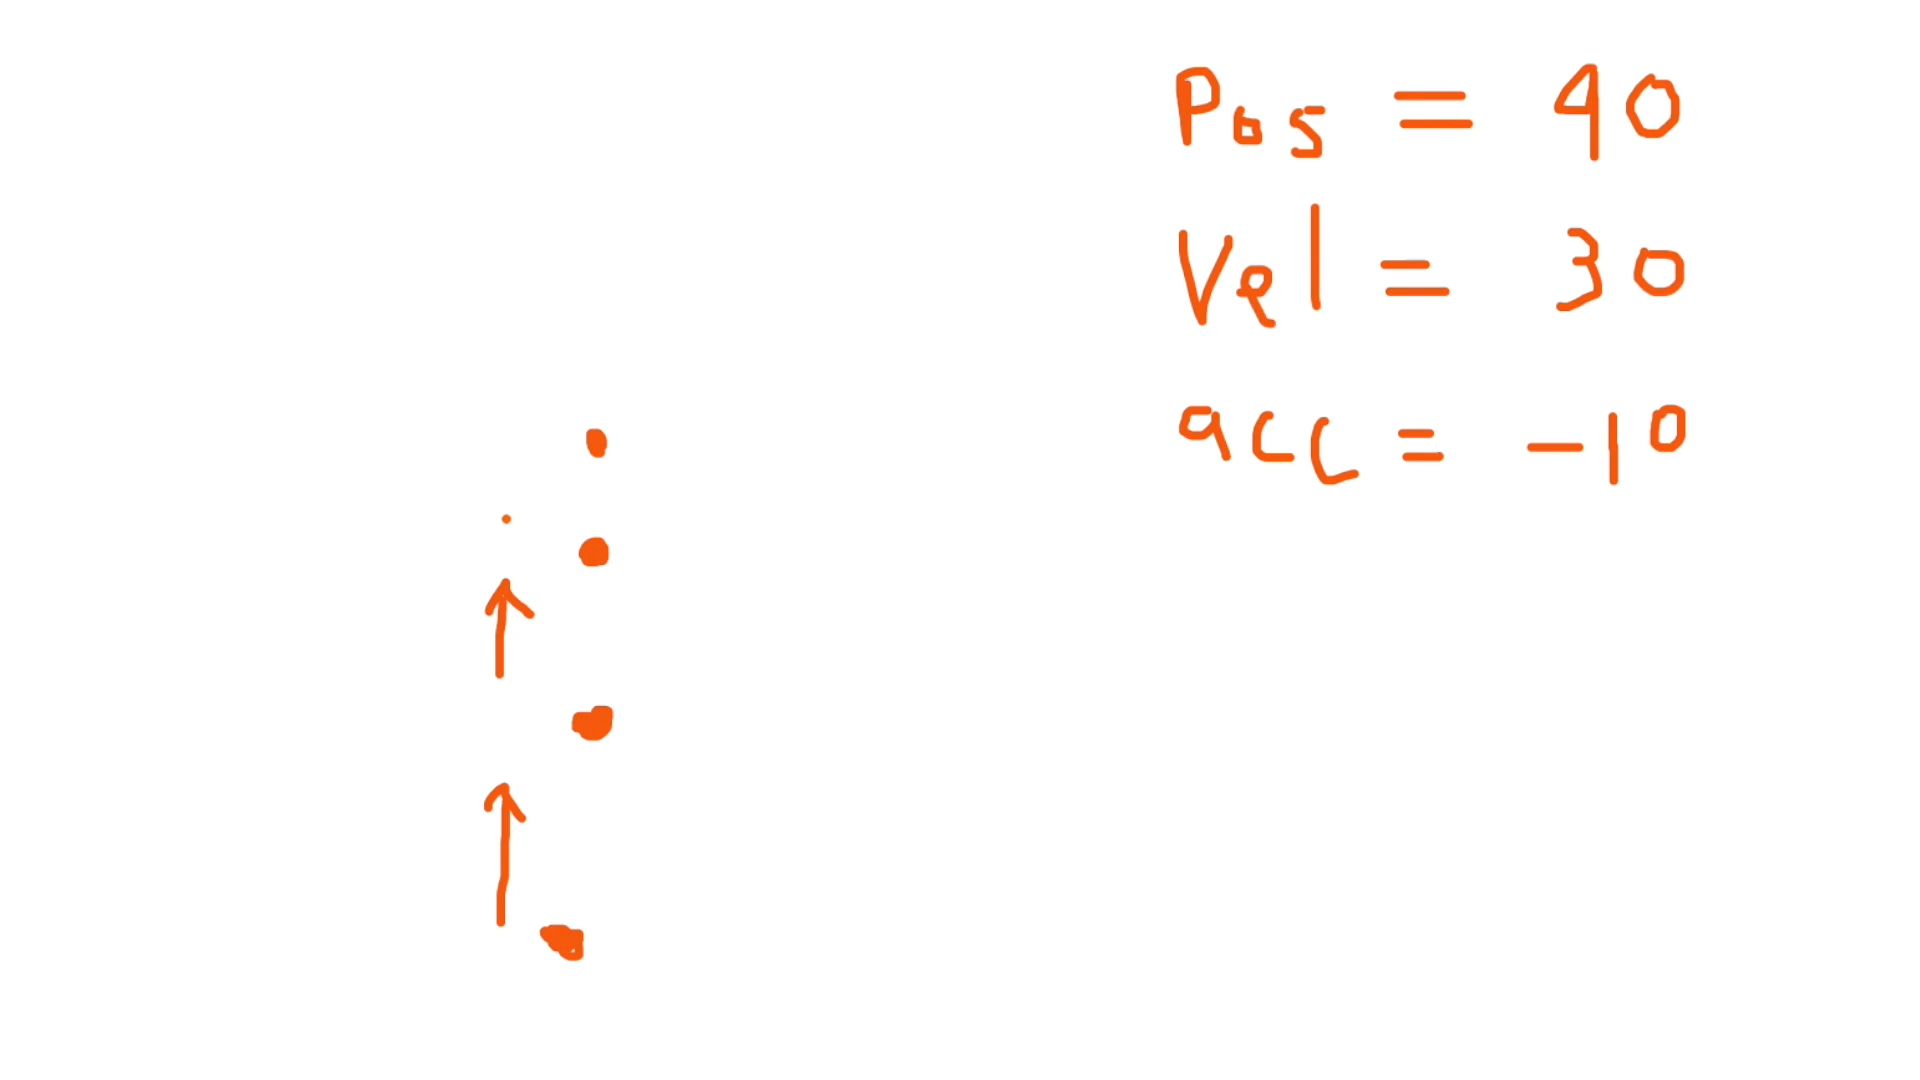 Pos = 40
Vel = 30
acc = -10